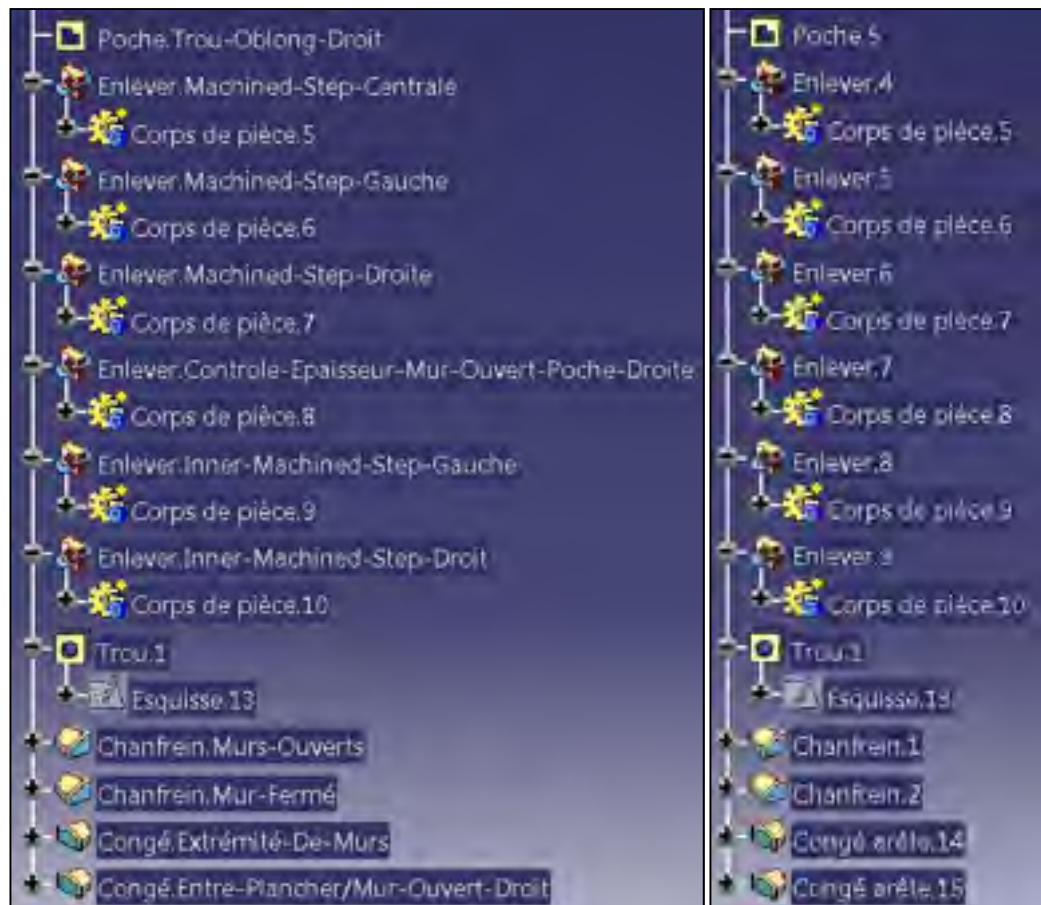 Poche.Trou-Oblong-Droit
Enlever.Machined-Step-Centrale
Corps de pièce.5
Enlever.Machined-Step-Gauche
Corps de pièce.6
Enlever.Machined-Step-Droite
Corps de pièce.7
Enlever.Controle-Epaisseur-Mur-Ouvert-Poche-Droite
Corps de pièce.8
Enlever.Inner-Machined-Step-Gauche
Corps de pièce.9
Enlever.Inner-Machined-Step-Droit
Corps de pièce.10
Trou.1
Esquisse.13
Chanfrein.Murs-Ouverts
Chanfrein.Mur-Fermé
Congé.Extrémité-De-Murs
Congé.Entre-Plancher/Mur-Ouvert-Droit
Poche.5
Enlever.4
Corps de pièce.5
Enlever.5
Corps de pièce.6
Enlever.6
Corps de pièce.7
Enlever.7
Corps de pièce.8
Enlever.8
Corps de pièce.9
Enlever.9
Corps de pièce.10
Trou.1
Esquisse.13
Chanfrein.1
Chanfrein.2
Congé arête.14
Congé arête.15